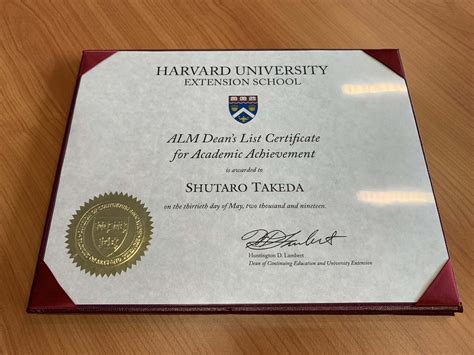 HARVARD UNIVERSITY
EXTENSION SCHOOL
ALM Dean's List Certificate
for Academic Achievement
is awarded to
SHUTARO TAKEDA
on the thirtieth day of May, two thousand and nineteen.
Huntington D. Lambert
Dean of Continuing Education and University Extension